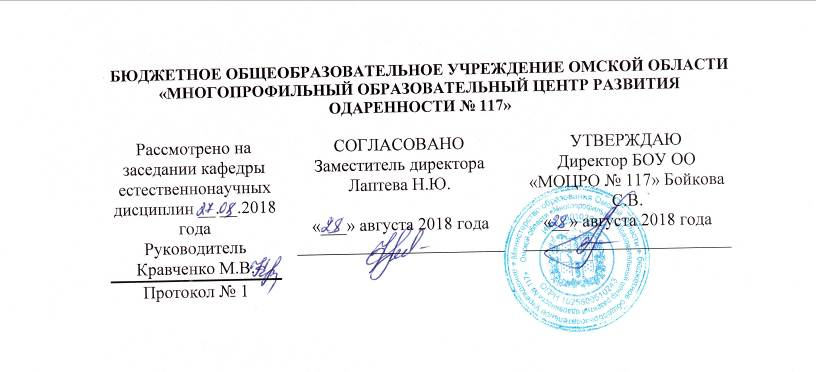 БЮДЖЕТНОЕ ОБЩЕОБРАЗОВАТЕЛЬНОЕ УЧРЕЖДЕНИЕ ОМСКОЙ ОБЛАСТИ
«МНОГОПРОФИЛЬНЫЙ ОБРАЗОВАТЕЛЬНЫЙ ЦЕНТР РАЗВИТИЯ
ОДАРЕННОСТИ № 117»
Рассмотрено на
заседании кафедры
естественнонаучных
дисциплин 27.08.2018
года
Руководитель
Кравченко М.В.
Протокол № 1
СОГЛАСОВАНО
Заместитель директора
Лаптева Н.Ю.
«28» августа 2018 года
УТВЕРЖДАЮ
Директор БОУ ОО
«МОЦРО № 117» Бойкова
С.В.
«28» августа 2018 года